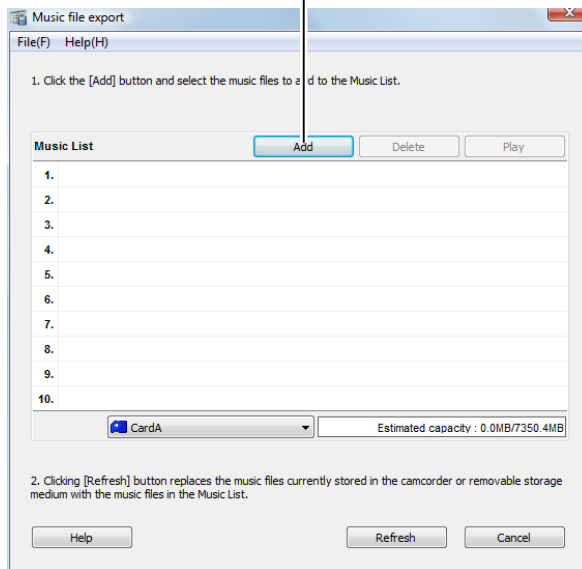 Music file export
File(F) Help(H)
1. Click the [Add] button and select the music files to add to the Music List.
Music List Add Delete Play
1.
2.
3.
4.
5.
6.
7.
8.
9.
10.
CardA Estimated capacity : 0.0MB/7350.4MB
2. Clicking [Refresh] button replaces the music files currently stored in the camcorder or removable storage
medium with the music files in the Music List.
Help Refresh Cancel